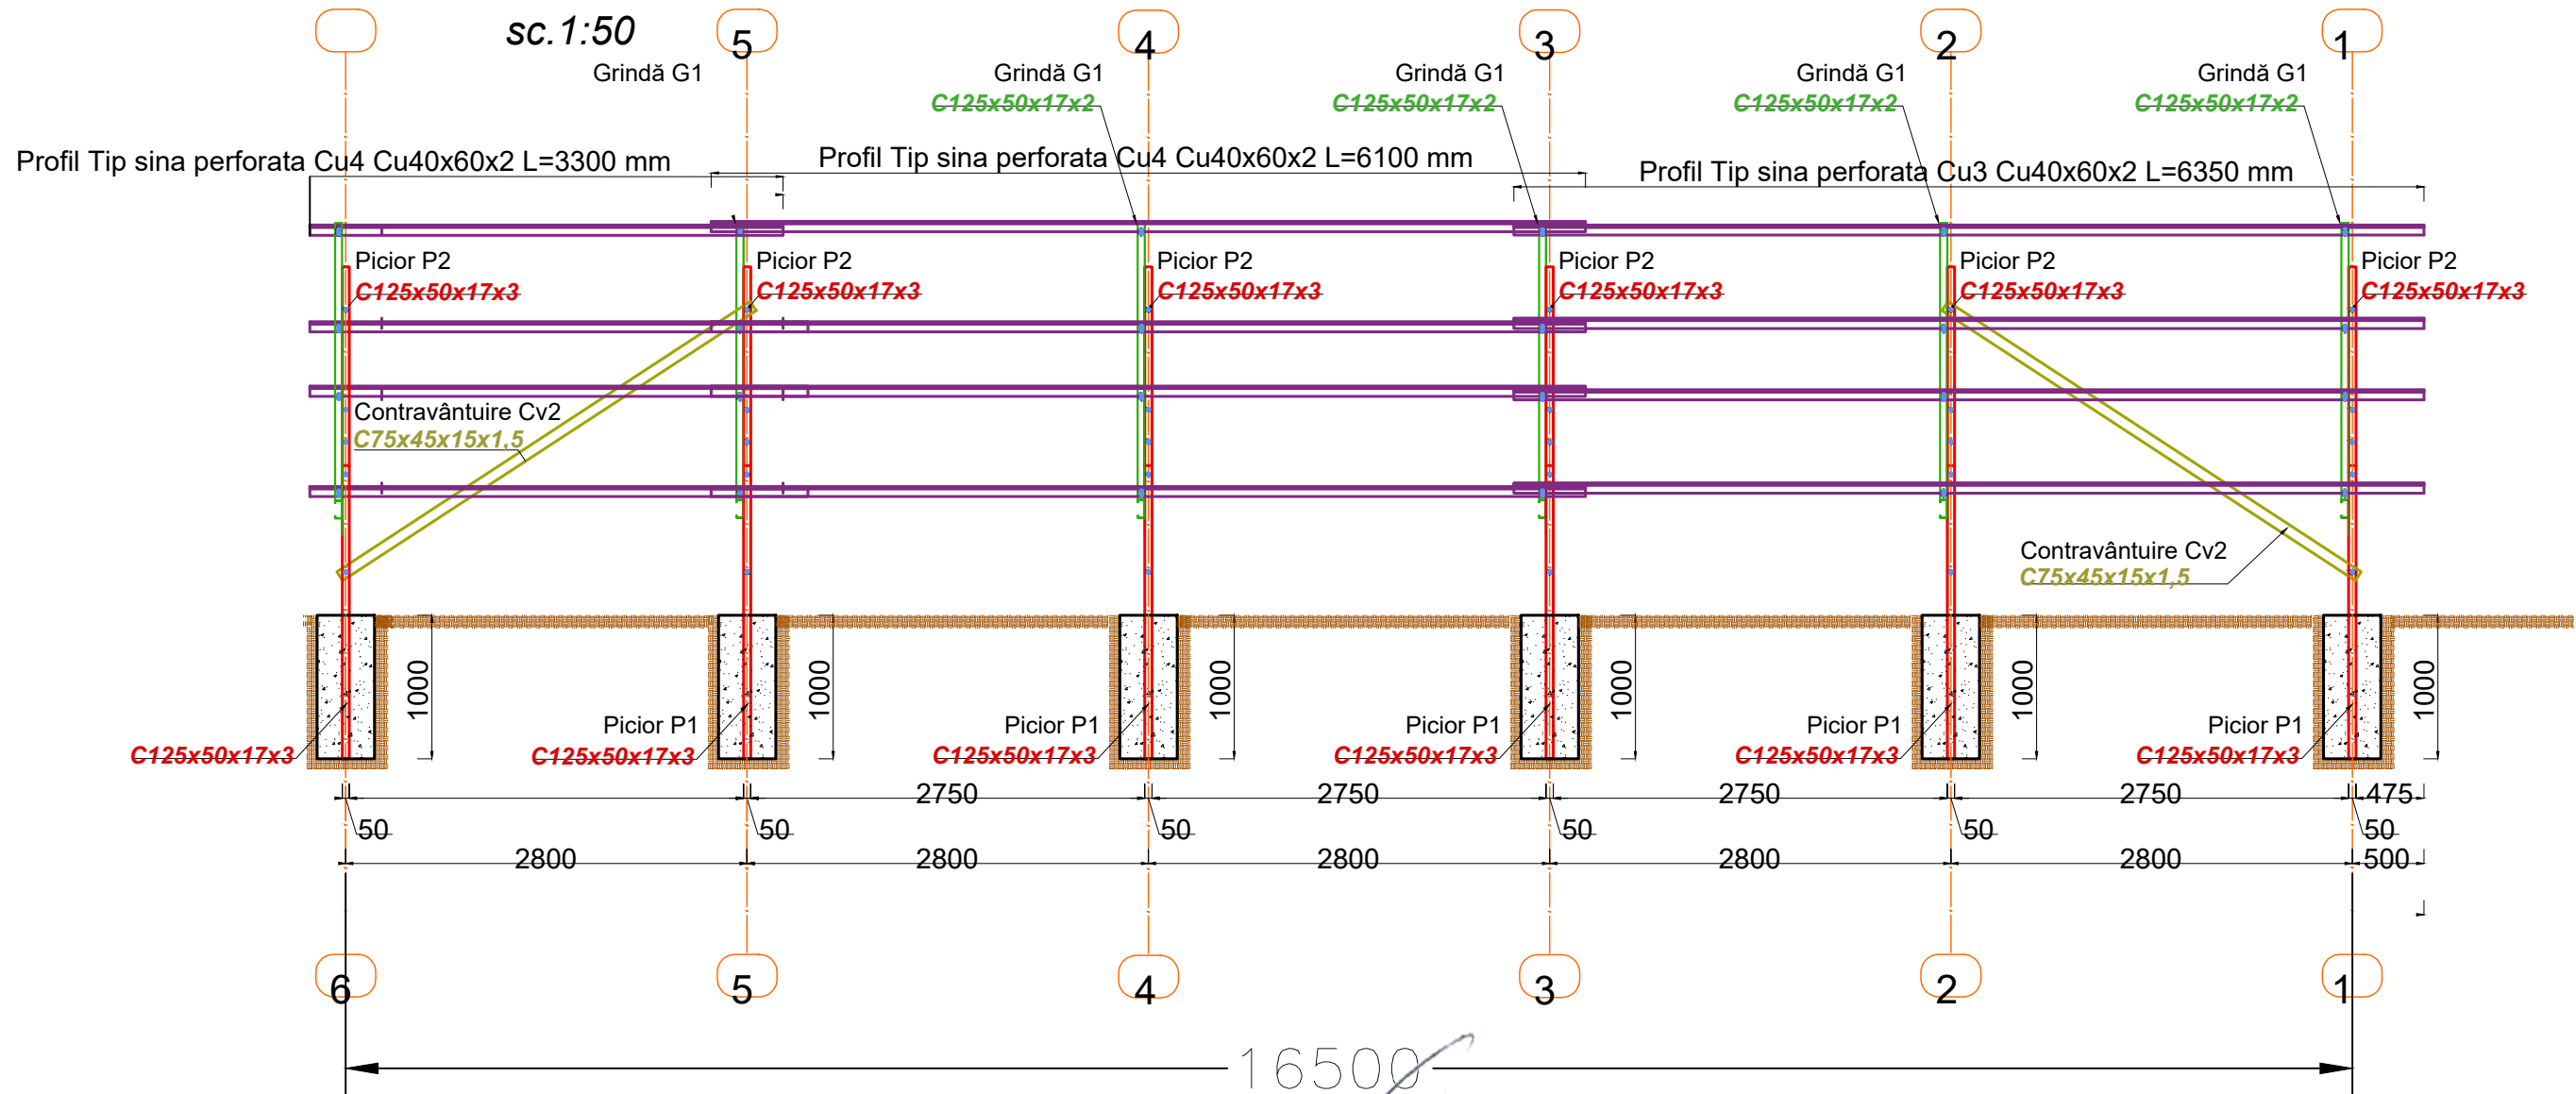 sc.1:50
5
4
3
2
1
Grindă G1
Grindă G1
C125x50x17x2
Grindă G1
C125x50x17x2
Grindă G1
C125x50x17x2
Grindă G1
C125x50x17x2
Profil Tip sina perforata Cu4 Cu40x60x2 L=3300 mm
Profil Tip sina perforata Cu4 Cu40x60x2 L=6100 mm
Profil Tip sina perforata Cu3 Cu40x60x2 L=6350 mm
Picior P2
C125x50x17x3
Picior P2
C125x50x17x3
Picior P2
C125x50x17x3
Picior P2
C125x50x17x3
Picior P2
C125x50x17x3
Picior P2
C125x50x17x3
Contravântuire Cv2
C75x45x15x1,5
Contravântuire Cv2
C75x45x15x1,5
1000
1000
1000
1000
1000
1000
C125x50x17x3
Picior P1
C125x50x17x3
Picior P1
C125x50x17x3
Picior P1
C125x50x17x3
Picior P1
C125x50x17x3
Picior P1
C125x50x17x3
2750
2750
2750
2750
475
50
50
50
50
50
50
2800
2800
2800
2800
2800
500
6
5
4
3
2
1
16500